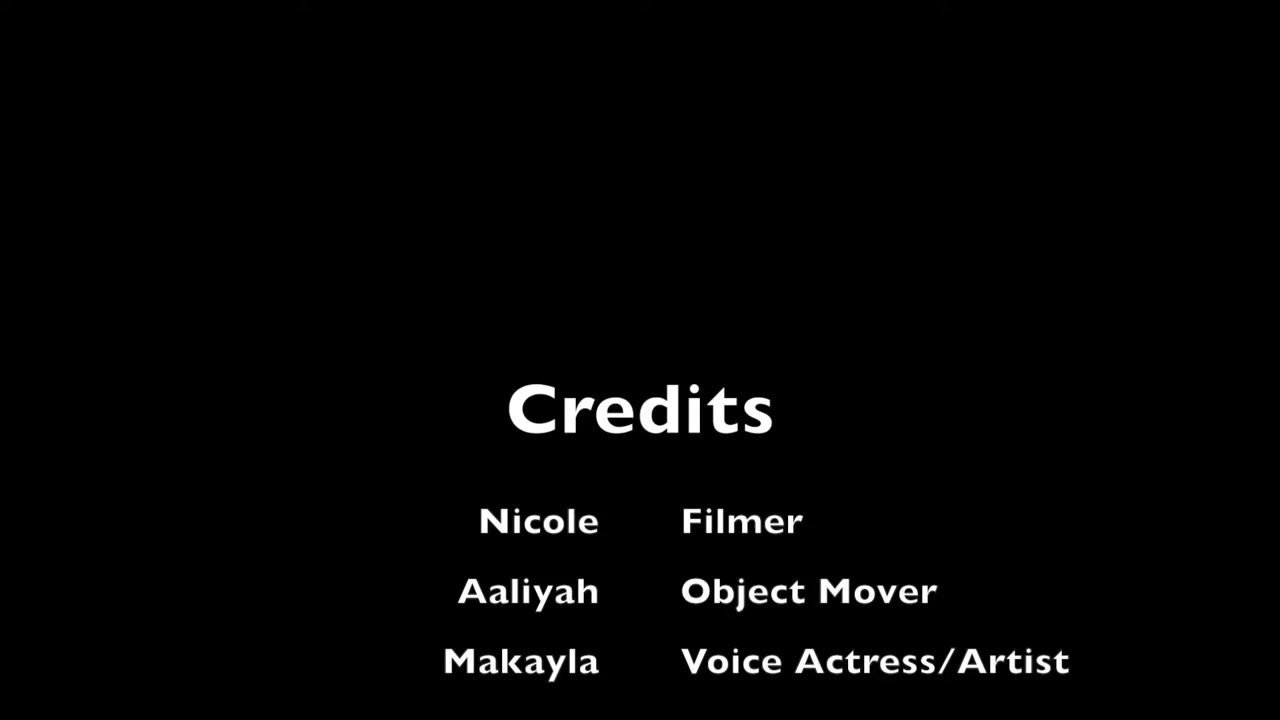 Credits
Nicole Filmer
Aaliyah Object Mover
Makayla Voice Actress/Artist